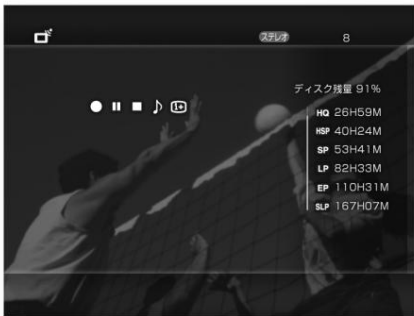 ステレオ 8
ディスク残量 91%
HQ 26H59M
HSP 40H24M
SP 53H41M
LP 82H33M
EP 110H31M
SLP 167H07M